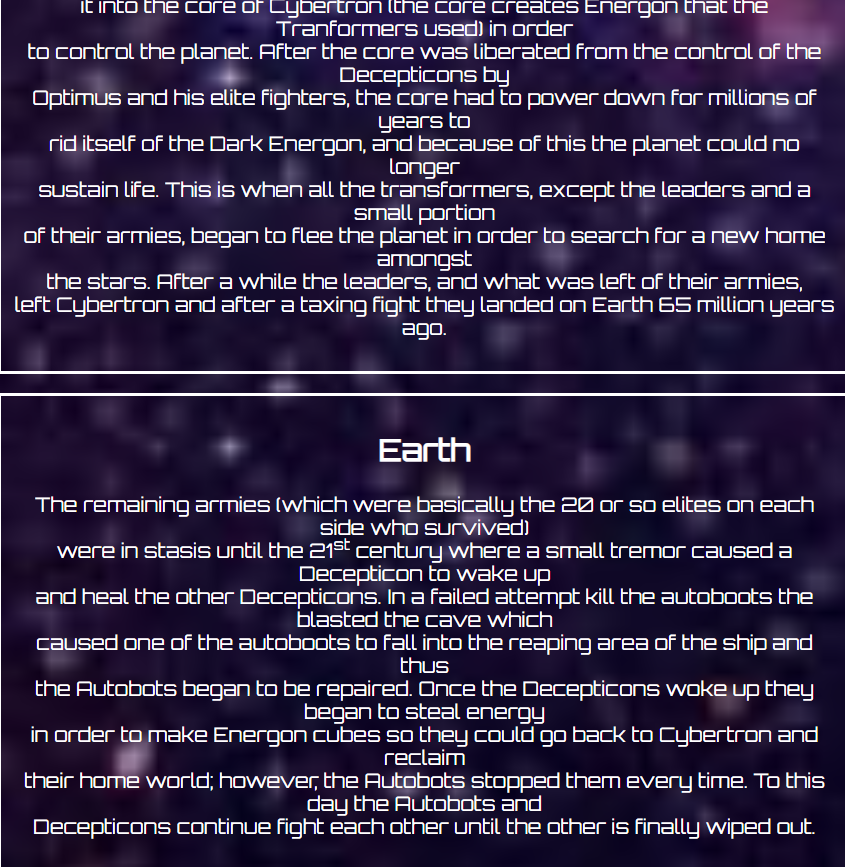 it into the core of Cybertron (the core creates Energon that the
Tranformers used) in order
to control the planet. After the core was liberated from the control of the
Decepticons by
Optimus and his elite fighters, the core had to power down for millions of
years to
rid itself of the Dark Energon, and because of this the planet could no
longer
sustain life. This is when all the transformers, except the leaders and a
small portion
of their armies, began to flee the planet in order to search for a new home
amongst
the stars. After a while the leaders, and what was left of their armies,
left Cybertron and after a taxing fight they landed on Earth 65 million years
ago.
Earth
The remaining armies (which were basically the 20 or so elites on each
side who survived)
were in stasis until the 21st century where a small tremor caused a
Decepticon to wake up
and heal the other Decepticons. In a failed attempt kill the autoboots the
blasted the cave which
caused one of the autoboots to fall into the reaping area of the ship and
thus
the Autobots began to be repaired. Once the Decepticons woke up they
began to steal energy
in order to make Energon cubes so they could go back to Cybertron and
reclaim
their home world; however, the Autobots stopped them every time. To this
day the Autobots and
Decepticons continue fight each other until the other is finally wiped out.